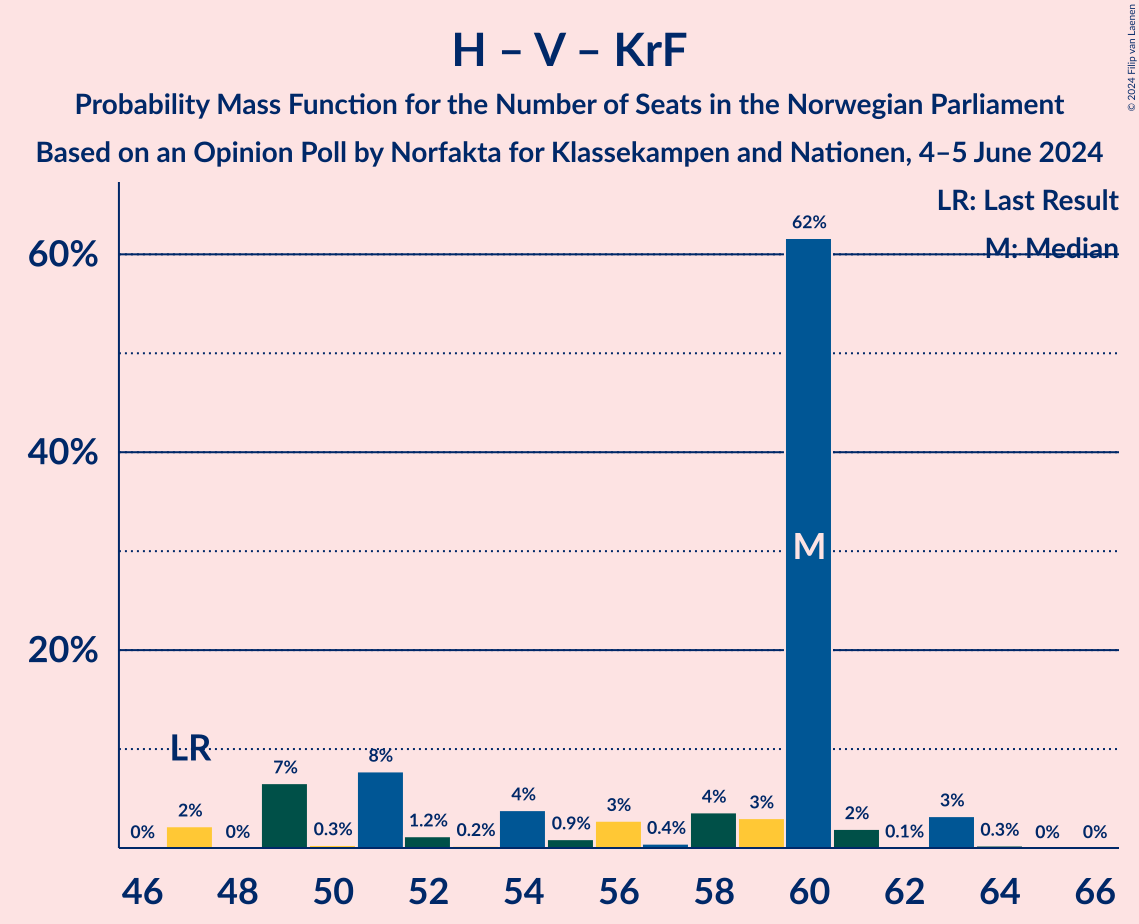 H – V – KrF
Probability Mass Function for the Number of Seats in the Norwegian Parliament
Based on an Opinion Poll by Norfakta for Klassekampen and Nationen, 4–5 June 2024
© 2024 Filip van Laenen
LR: Last Result
M: Median
60%
40%
20%
LR
M
0%
2%
0%
7%
0.3%
8%
1.2%
0.2%
4%
0.9%
3%
0.4%
4%
3%
62%
2%
0.1%
3%
0.3%
0%
0%
46 48 50 52 54 56 58 60 62 64 66